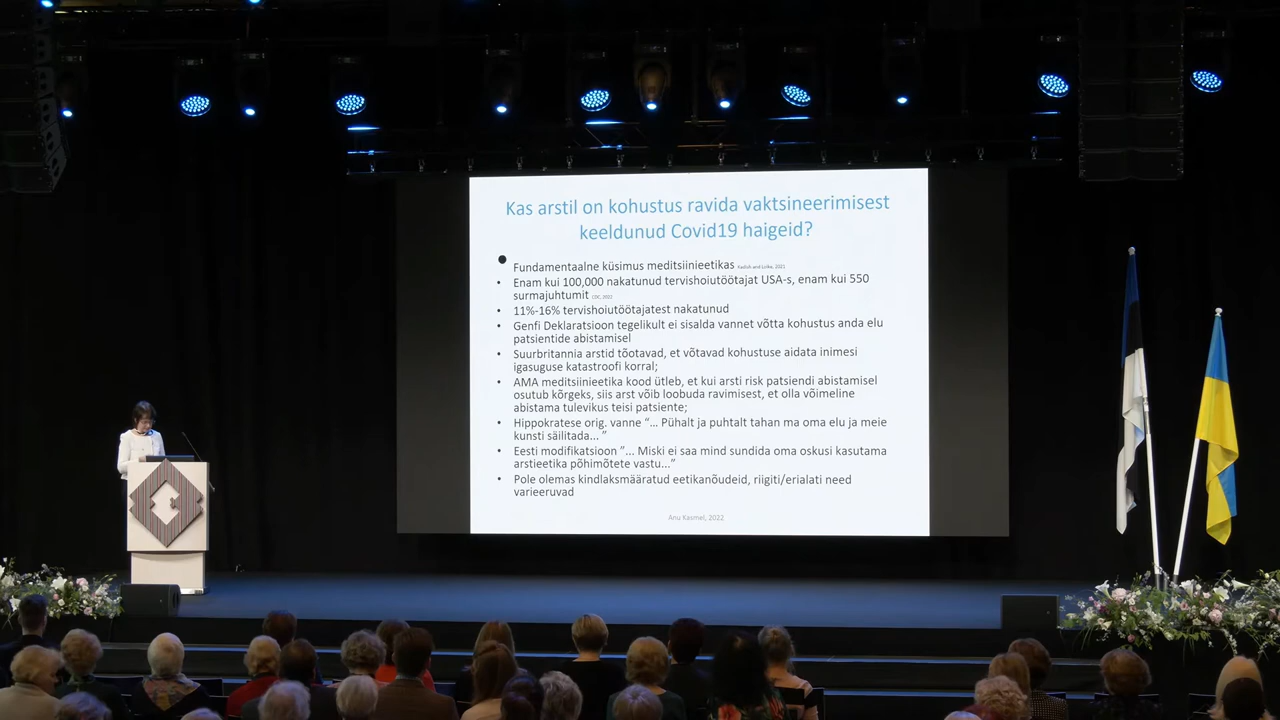 Kas arstil on kohustus ravida vaktsineerimisest
keeldunud Covid19 haigeid?
• Fundamentaalne küsimus meditsiinieetikas
• Enam kui 100,000 nakatunud tervishoiutöötajat USA-s, enam kui 550
surmajuhtumit CDC, 2022
• 11%-16% tervishoiutöötajatest nakatunud
• Genfi Deklaratsioon tegelikult ei sisalda vannet võtta kohustus anda elu
patsientide abistamisel
• Suurbritannia arstid tõotavad, et võtavad kohustuse aidata inimesi
igasuguse katastroofi korral;
• AMA meditsiinieetika kood ütleb, et kui arsti risk patsiendi abistamisel
osutub kõrgeks, siis arst võib loobuda ravimisest, et olla võimeline
abistama tulevikus teisi patsiente;
• Hippokratese orig. vanne “... Pühalt ja puhtalt tahan ma oma elu ja meie
kunsti säilitada... ”
• Eesti modifikatsioon ”... Miski ei saa mind sundida oma oskusi kasutama
arstieetika põhimõtete vastu...”
• Pole olemas kindlaksmääratud eetikanõudeid, riigiti/erialati need
varieeruvad
Anu Kasmel, 2022